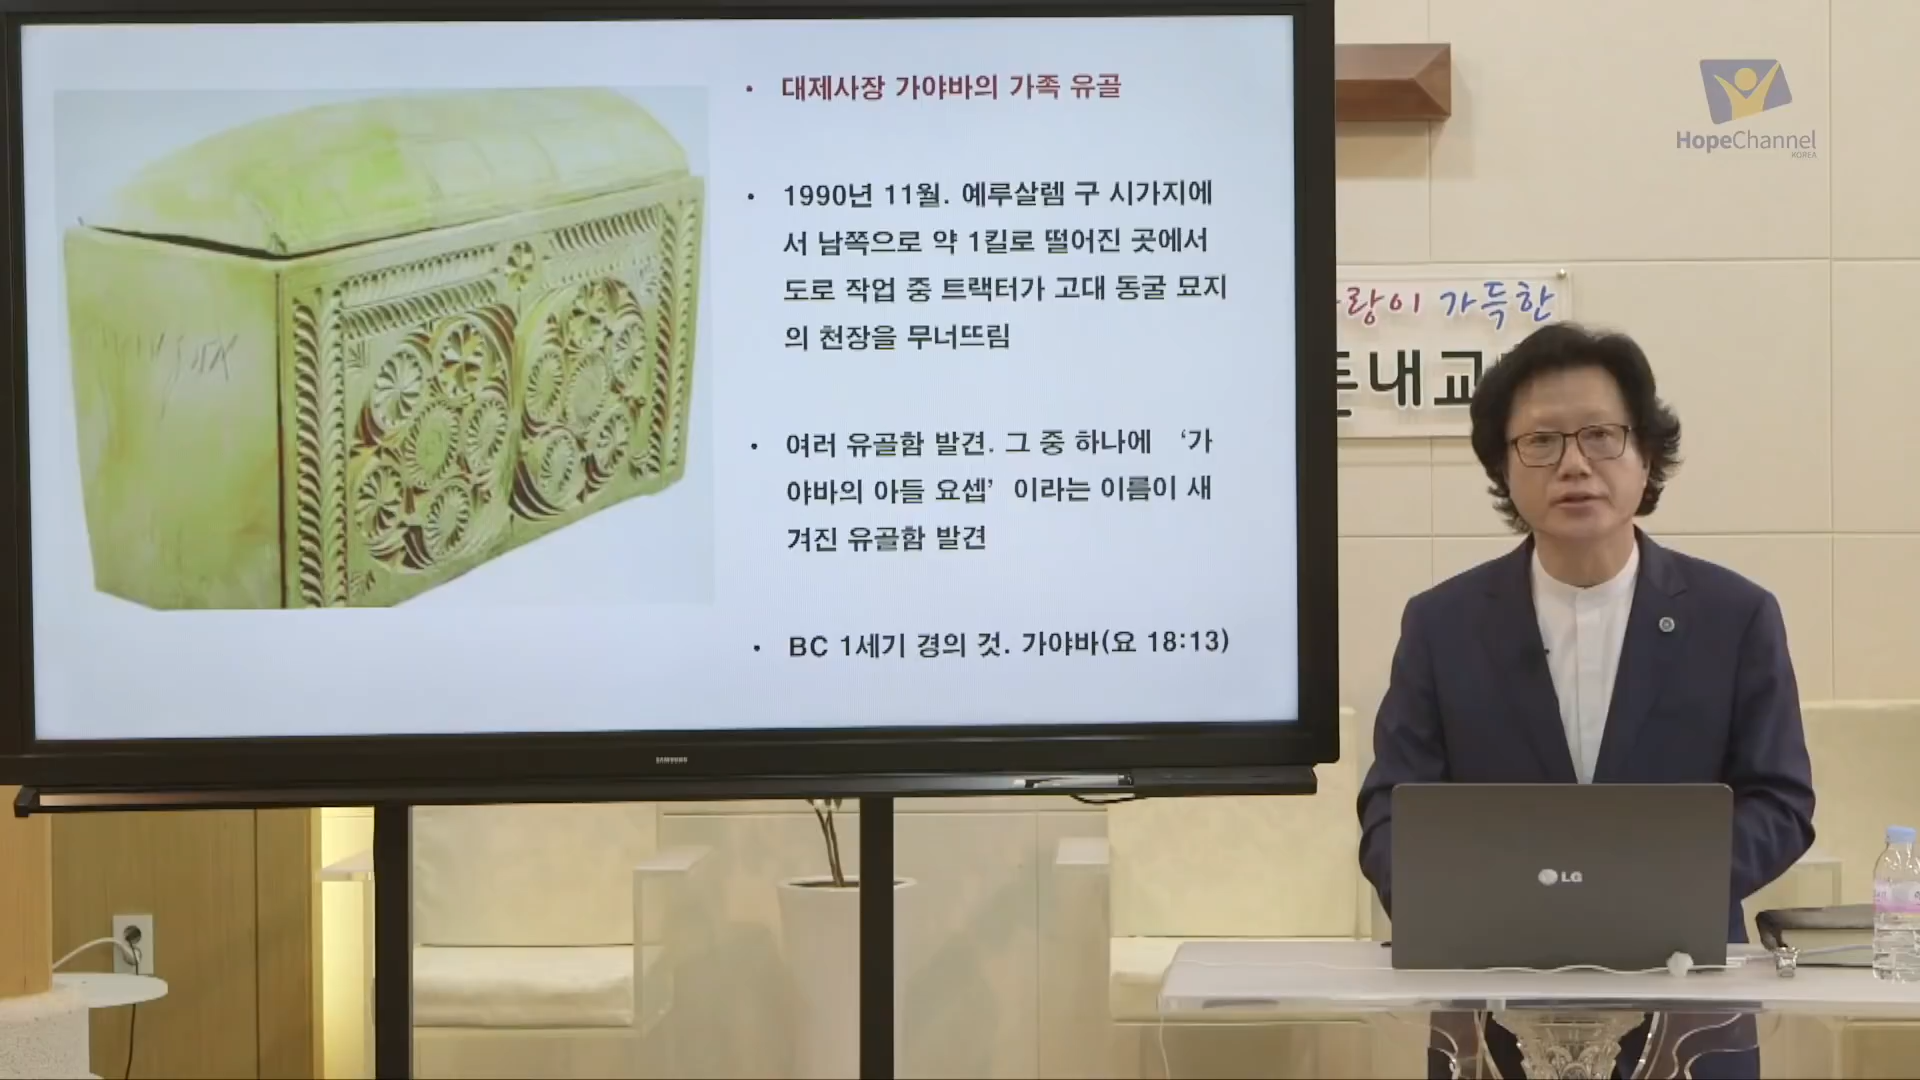 • 대제사장 가야바의 가족 유골
• 1990년 11월. 예루살렘 구 시가지에
서 남쪽으로 약 1킬로 떨어진 곳에서
도로 작업 중 트랙터가 고대 동굴 묘지
의 천장을 무너뜨림
• 여러 유골함 발견. 그 중 하나에 ‘가
야바의 아들 요셉’ 이라는 이름이 새
겨진 유골함 발견
• BC 1세기 경의 것. 가야바(요 18:13)
SAMSUNG
HopeChannel
KOREA
가득한
LG